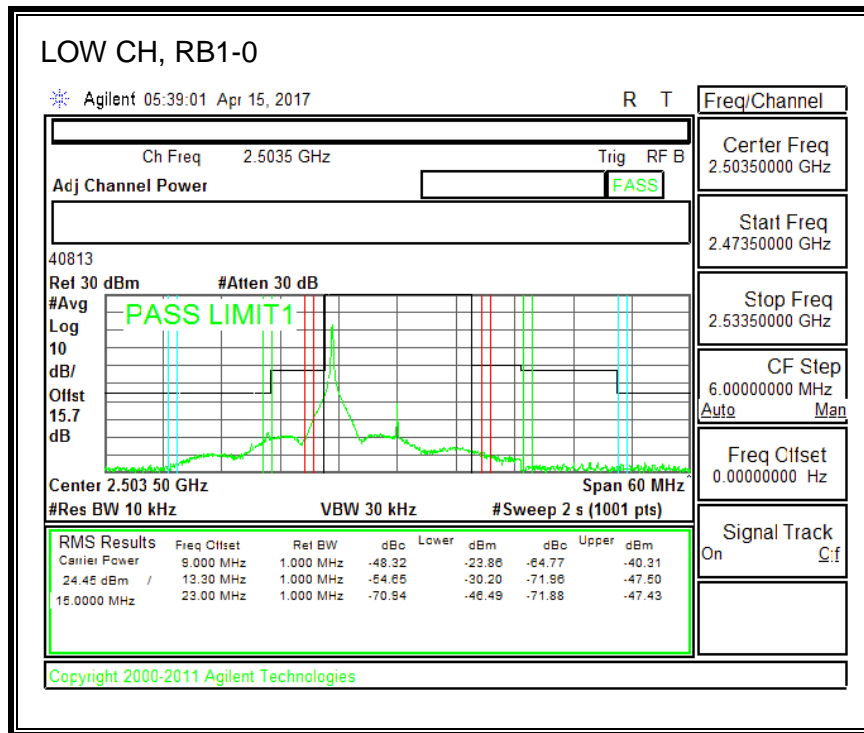 LOW CH, RB1-0
Agilent 05:39:01 Apr 15, 2017 R T
Freq/Channel
Ch Freq 2.5035 GHz Trig RF B
Adj Channel Power PASS
Center Freq
2.50350000 GHz
Start Freq
2.47350000 GHz
Stop Freq
2.53350000 GHz
CF Step
6.00000000 MHz
Auto Man
Freq Offset
0.00000000 Hz
Signal Track
On Off
40813
Ref 30 dBm #Atten 30 dB
#Avg
Log
10
dB/
Offst
15.7
dB
PASS LIMIT1
Center 2.503 50 GHz Span 60 MHz^
#Res BW 10 kHz VBW 30 kHz #Sweep 2 s (1001 pts)
RMS Results Freq Offset Ref BW dBc Lower dBm dBc Upper dBm
Carrier Power 9.000 MHz 1.000 MHz -48.32 -23.86 -64.77 -40.31
24.45 dBm / 13.30 MHz 1.000 MHz -54.65 -30.20 -71.96 -47.50
15.0000 MHz 23.00 MHz 1.000 MHz -70.94 -46.49 -71.88 -47.43
Copyright 2000-2011 Agilent Technologies